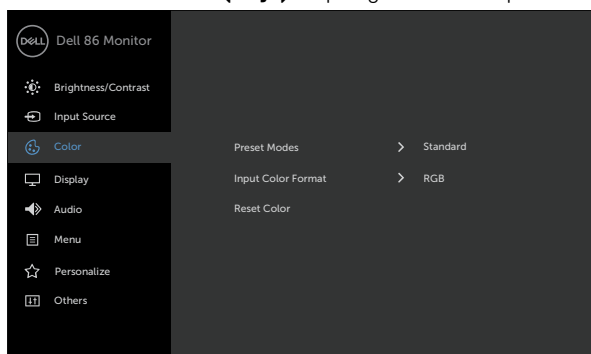 DELL
Dell 86 Monitor
Brightness/Contrast
Input Source
Color
Preset Modes > Standard
Display
Input Color Format > RGB
Audio
Reset Color
Menu
Personalize
Others